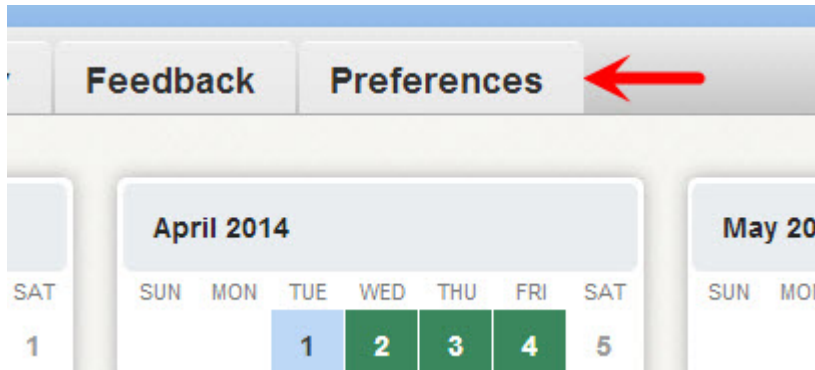 Feedback Preferences
April 2014
May 20
SAT SUN MON TUE WED THU FRI SAT SUN MO
1 1 2 3 4 5